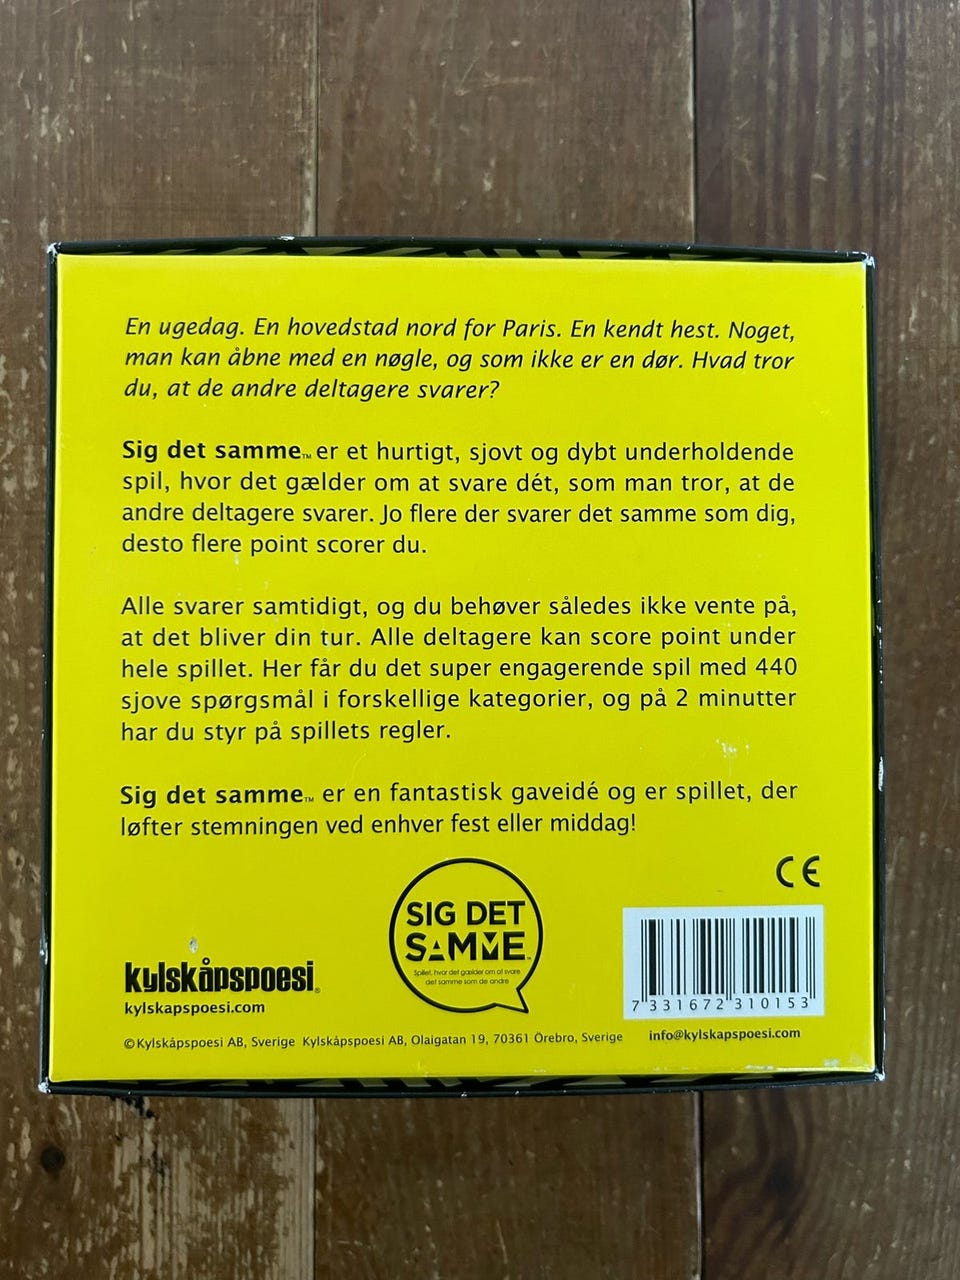 En ugedag. En hovedstad nord for Paris. En kendt hest. Noget,
man kan åbne med en nøgle, og som ikke er en dør. Hvad tror
du, at de andre deltagere svarer?
Sig det samme™ er et hurtigt, sjovt og dybt underholdende
spil, hvor det gælder om at svare dét, som man tror, at de
andre deltagere svarer. Jo flere der svarer det samme som dig,
desto flere point scorer du.
Alle svarer samtidigt, og du behøver således ikke vente på,
at det bliver din tur. Alle deltagere kan score point under
hele spillet. Her får du det super engagerende spil med 440
sjove spørgsmål i forskellige kategorier, og på 2 minutter
har du styr på spillets regler.
Sig det samme™ er en fantastisk gaveidé og er spillet, der
løfter stemningen ved enhver fest eller middag!
CE
SIG DET
SAMME™
Spillet, hvor det gælder om at svare
det samme som de andre
kylskåpspoesi®
kylskapspoesi.com
7 331672 310153
©Kylskåpspoesi AB, Sverige Kylskåpspoesi AB, Olaigatan 19, 70361 Örebro, Sverige
info@kylskapspoesi.com